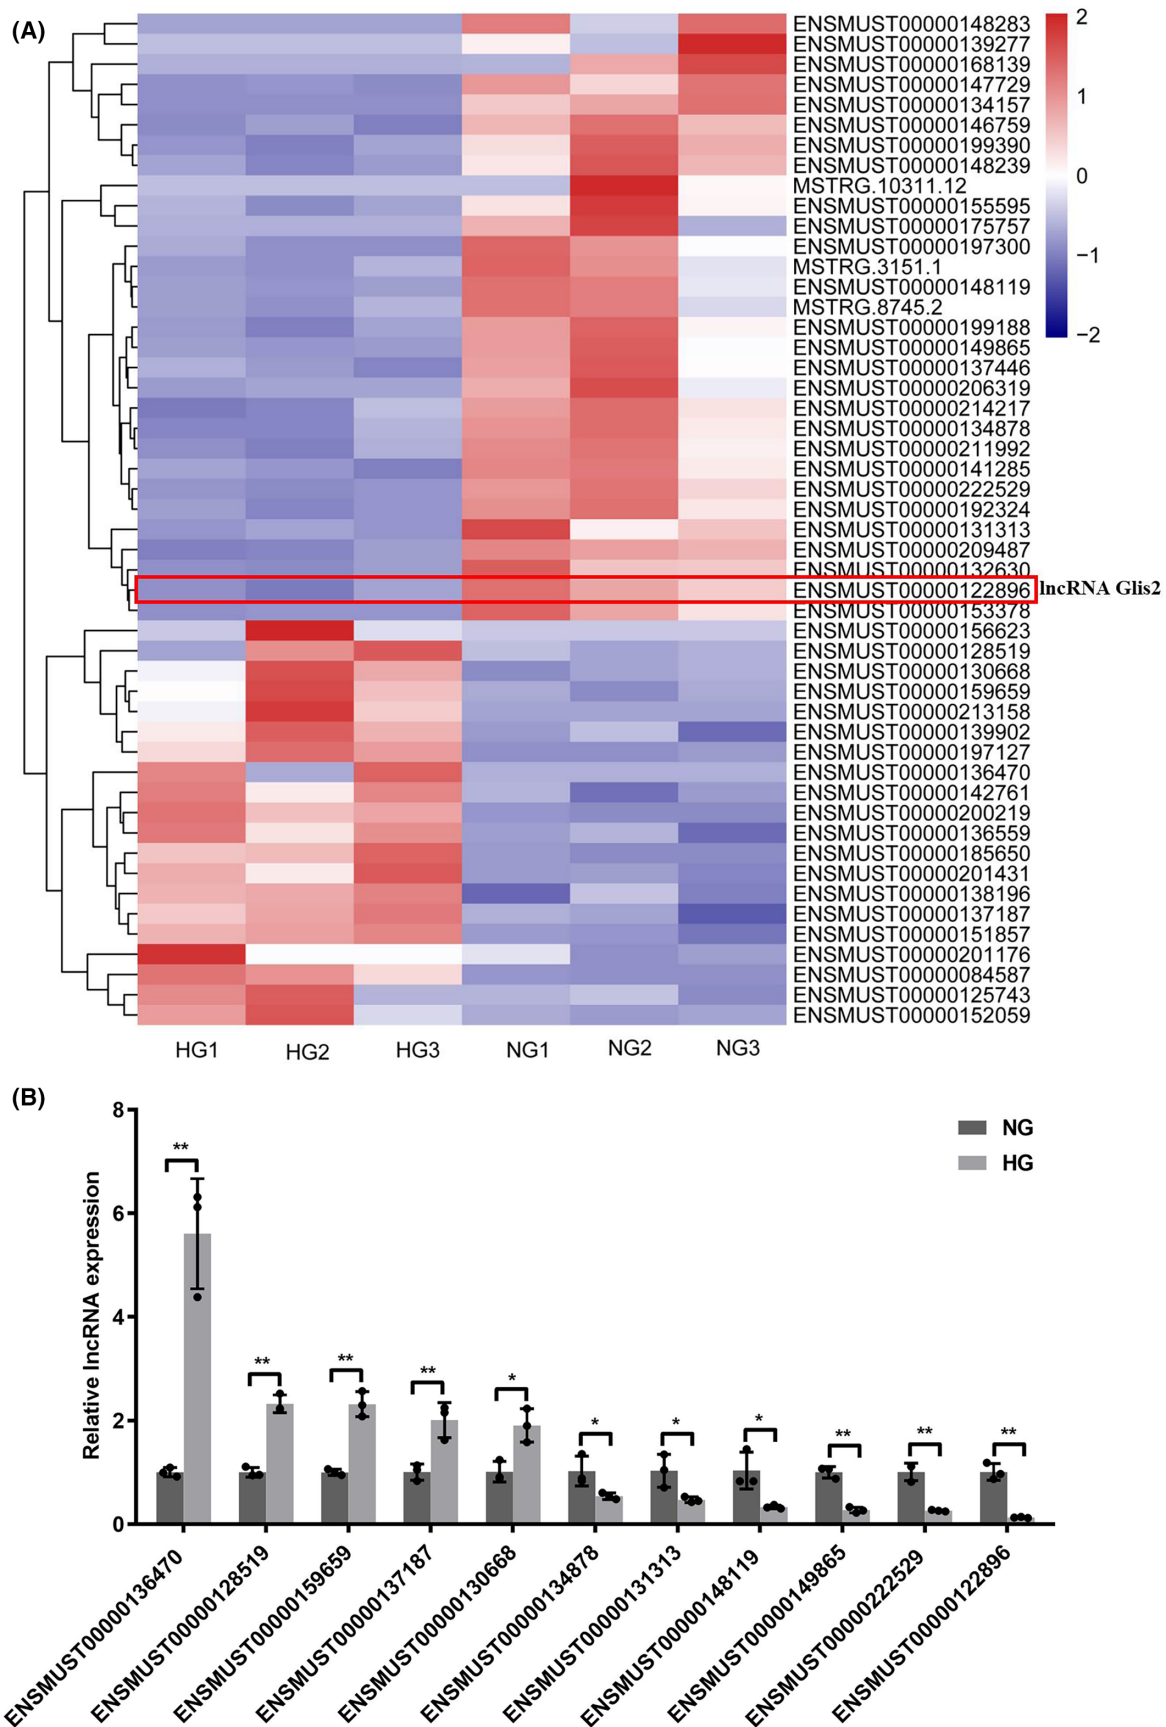 (A)
ENSMUST00000148283
ENSMUST00000139277
ENSMUST00000168139
ENSMUST00000147729
ENSMUST00000134157
ENSMUST00000146759
ENSMUST00000199390
ENSMUST00000148239
MSTRG.10311.12
ENSMUST00000155595
ENSMUST00000175757
ENSMUST00000197300
MSTRG.3151.1
ENSMUST00000148119
MSTRG.8745.2
ENSMUST00000199188
ENSMUST00000149865
ENSMUST00000137446
ENSMUST00000206319
ENSMUST00000214217
ENSMUST00000134878
ENSMUST00000211992
ENSMUST00000141285
ENSMUST00000222529
ENSMUST00000192324
ENSMUST00000131313
ENSMUST00000209487
ENSMUST00000132630
ENSMUST00000122896 lncRNA Glis2
ENSMUST00000153378
ENSMUST00000156623
ENSMUST00000128519
ENSMUST00000130668
ENSMUST00000159659
ENSMUST00000213158
ENSMUST00000139902
ENSMUST00000197127
ENSMUST00000136470
ENSMUST00000142761
ENSMUST00000200219
ENSMUST00000136559
ENSMUST00000185650
ENSMUST00000201431
ENSMUST00000138196
ENSMUST00000137187
ENSMUST00000151857
ENSMUST00000201176
ENSMUST00000084587
ENSMUST00000125743
ENSMUST00000152059
2
1
0
−1
−2
HG1 HG2 HG3 NG1 NG2 NG3
(B)
Relative lncRNA expression
8
6
4
2
0
NG
HG
** ** ** ** * * * * ** ** **
ENSMUST00000136470
ENSMUST00000128519
ENSMUST00000159659
ENSMUST00000137187
ENSMUST00000130668
ENSMUST00000134878
ENSMUST00000131313
ENSMUST00000148119
ENSMUST00000149865
ENSMUST00000222529
ENSMUST00000122896